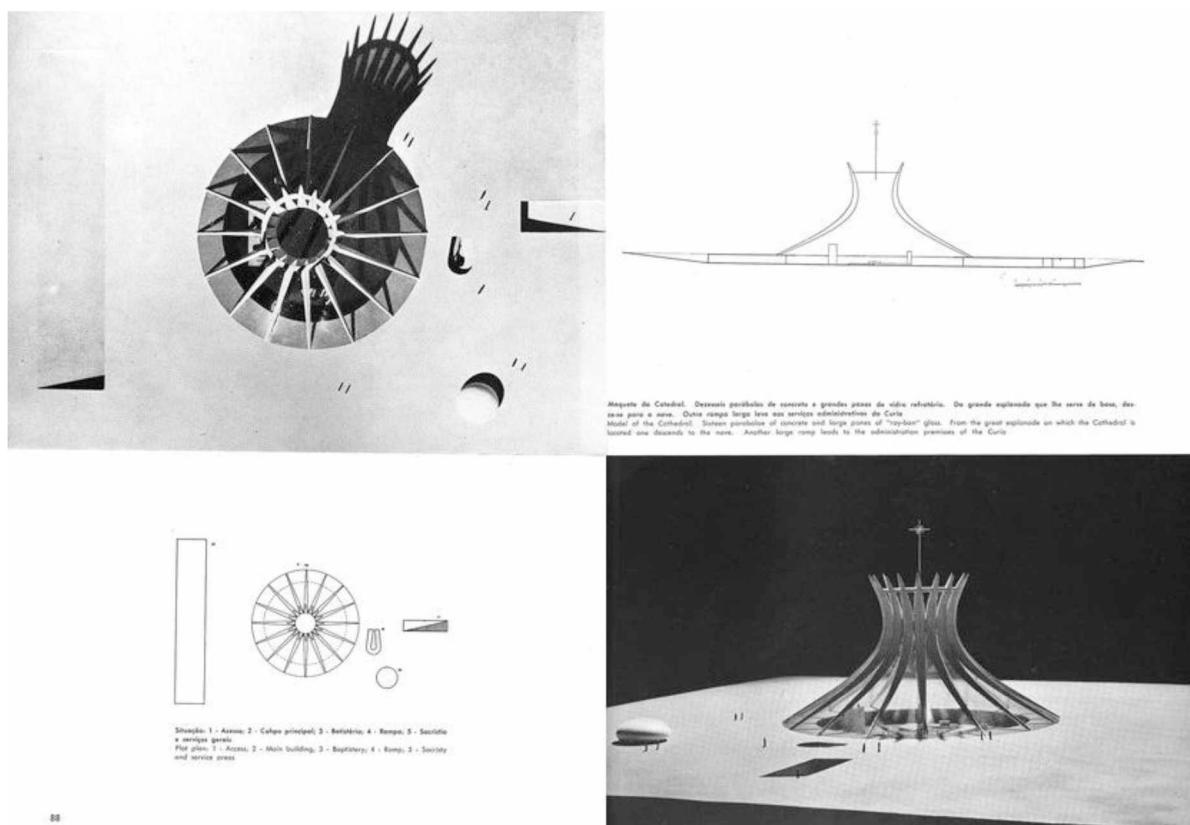 Maquete da Catedral. Dezesseis parábolas de concreto e grandes panos de vidro refratário. Da grande esplanada que lhe serve de base, des-
ce-se para a nave. Outra rampa larga leva aos serviços administrativos da Curia
Model of the Cathedral. Sixteen parabolae of concrete and large panes of "ray-ban" glass. From the great esplanade on which the Cathedral is
located one descends to the nave. Another large ramp leads to the administration premises of the Curia
Situação: 1 - Acesso; 2 - Corpo principal; 3 - Batistério; 4 - Rampa; 5 - Sacristia
e serviços gerais
Plot plan: 1 - Access; 2 - Main building; 3 - Baptistery; 4 - Ramp; 5 - Sacristy
and service areas
88